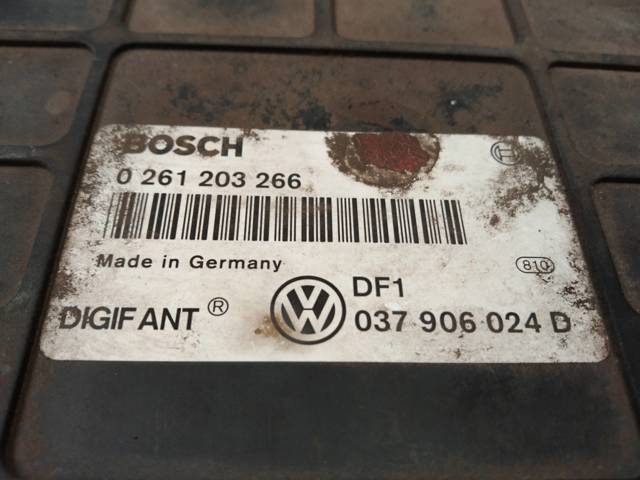 BOSCH
0 261 203 266
Made in Germany
810
DIGIFANT ®
DF1
037 906 024 D